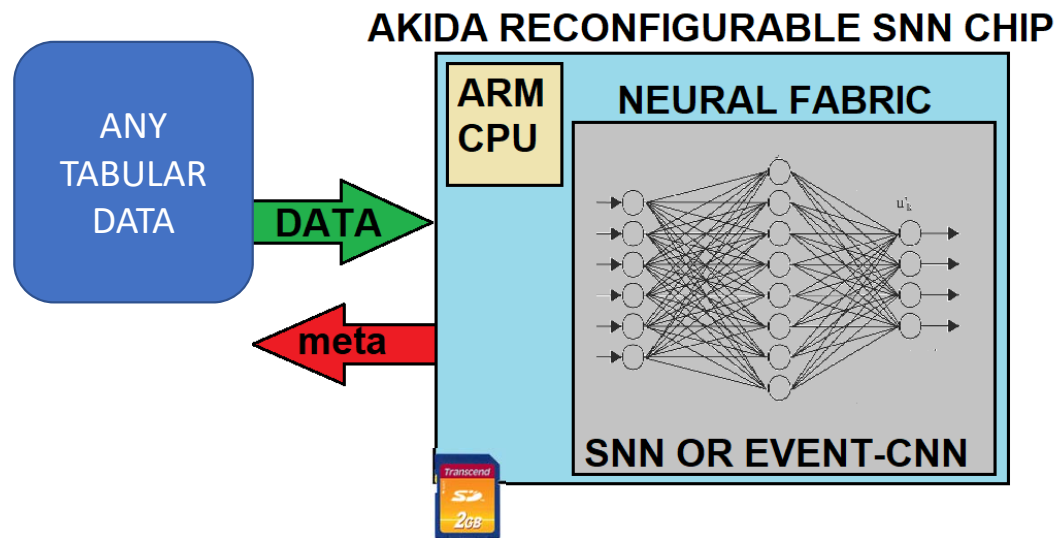 AKIDA RECONFIGURABLE SNN CHIP
ANY
TABULAR
DATA
DATA
meta
ARM
CPU
NEURAL FABRIC
SNN OR EVENT-CNN
Transcend
SD
2GB